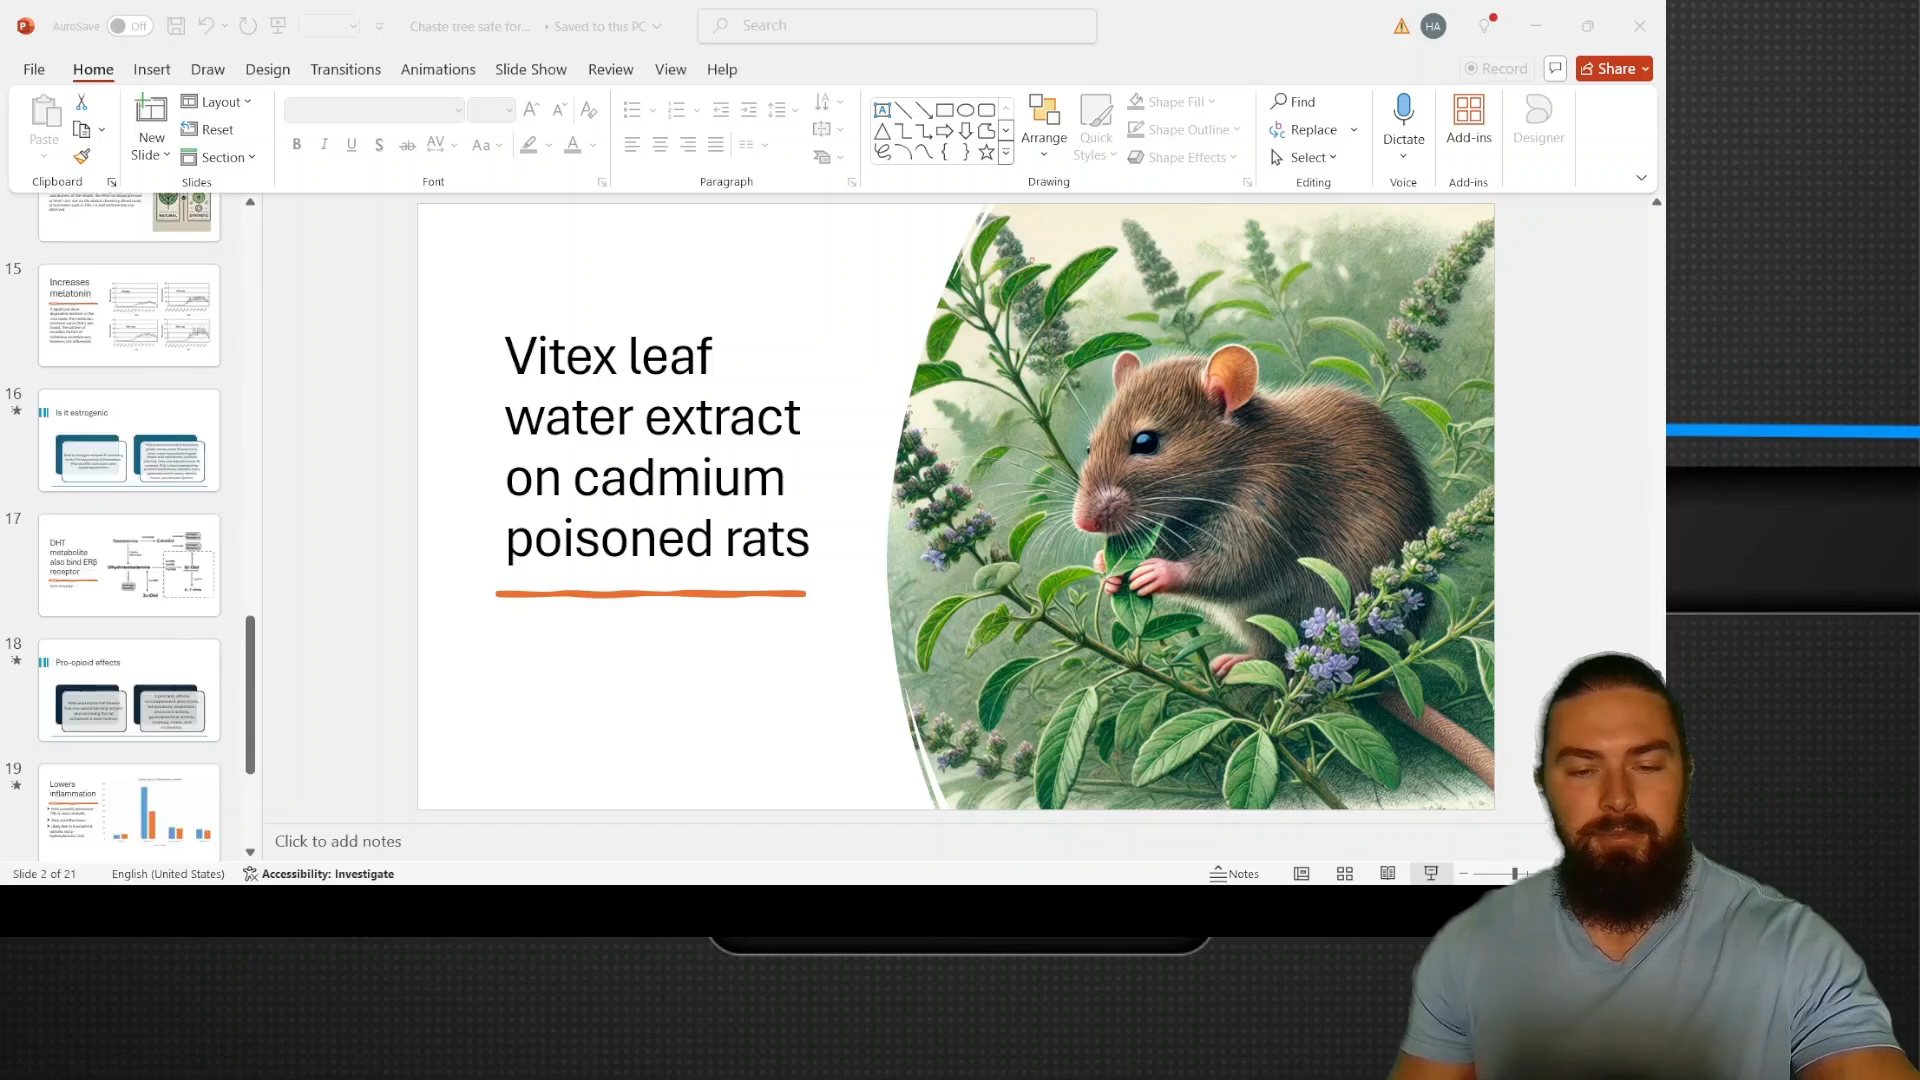 AutoSave Off
Chaste tree safe for... • Saved to this PC
Search
HA
File Home Insert Draw Design Transitions Animations Slide Show Review View Help
Record Share
Paste
Clipboard
New Slide
Layout
Reset
Section
Slides
Font
Paragraph
Arrange
Quick Styles
Shape Fill
Shape Outline
Shape Effects
Drawing
Find
Replace
Select
Editing
Dictate
Voice
Add-ins
Add-ins
Designer
15
Increases
melatonin
16
Is it estrogenic
17
DHT
metabolite
also bind ERβ
receptor
18
Pro-opioid effects
19
Lowers
inflammation
Vitex leaf
water extract
on cadmium
poisoned rats
Click to add notes
Slide 2 of 21 English (United States) Accessibility: Investigate
Notes